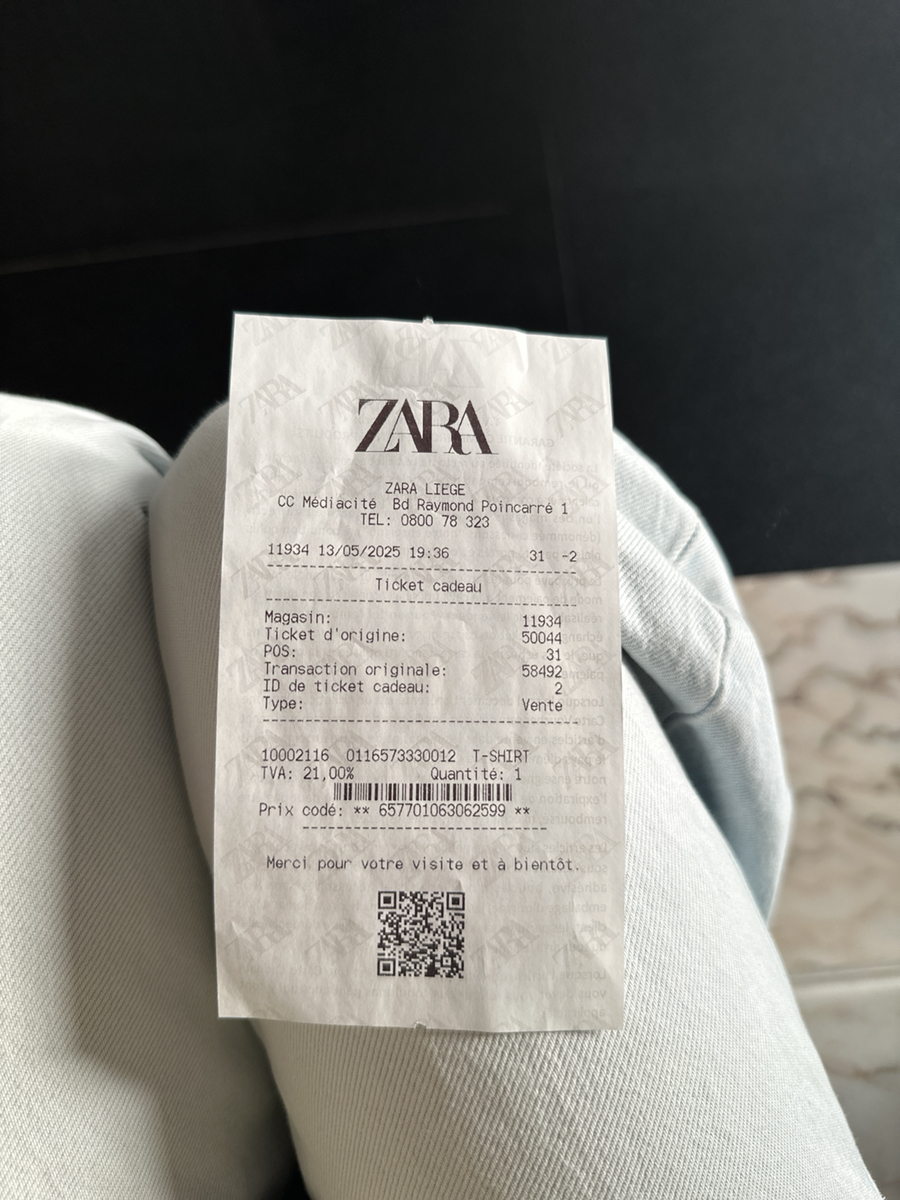 ZARA
ZARA LIEGE
CC Médiacité Bd Raymond Poincarré 1
TEL: 0800 78 323
11934 13/05/2025 19:36 31 -2
Ticket cadeau
Magasin: 11934
Ticket d'origine: 50044
POS: 31
Transaction originale: 58492
ID de ticket cadeau: 2
Type: Vente
10002116 0116573330012 T-SHIRT
TVA: 21,00% Quantité: 1
Prix codé: ** 657701063062599 **
Merci pour votre visite et à bientôt.